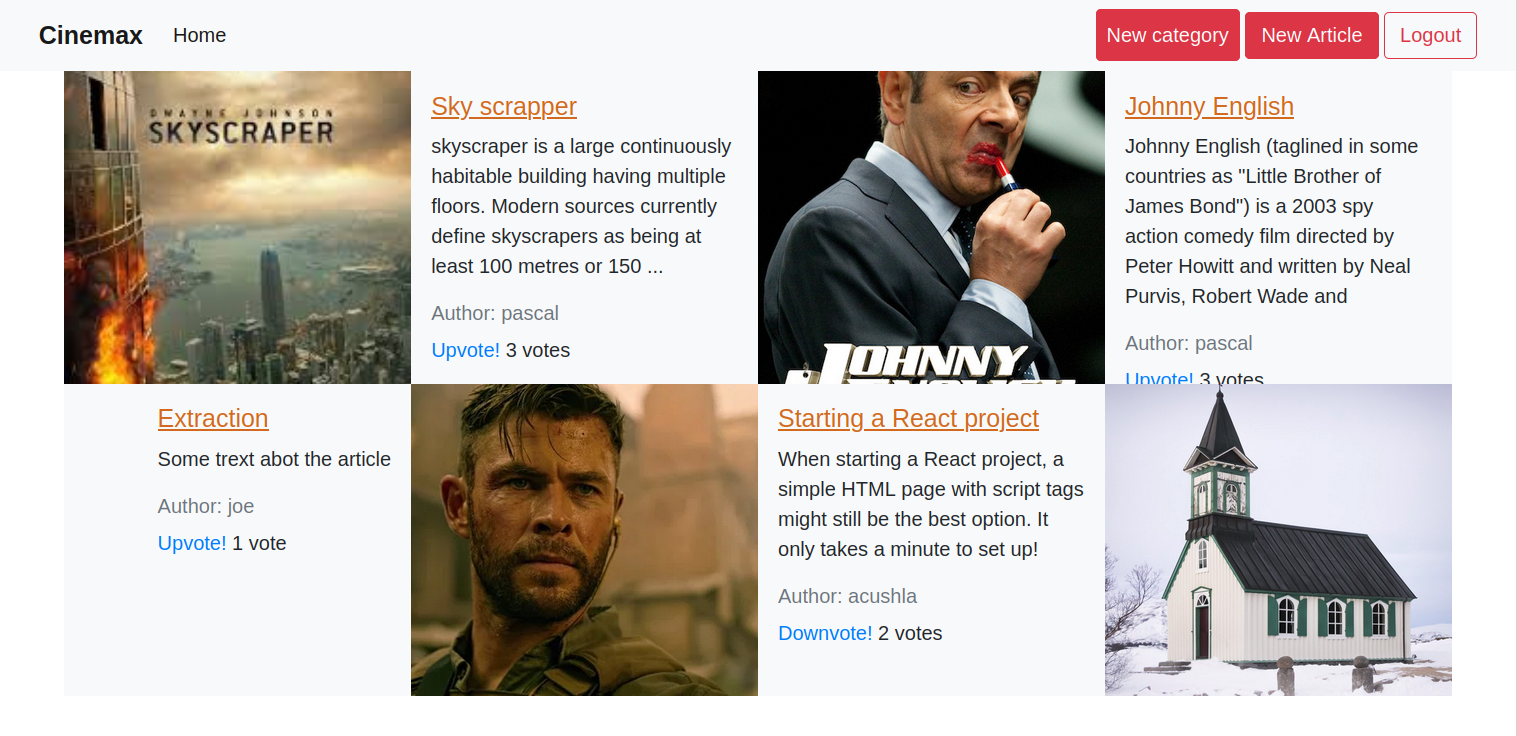 Cinemax Home New category New Article Logout
DWAYNE JOHNSON
SKYSCRAPER
Sky scrapper
skyscraper is a large continuously
habitable building having multiple
floors. Modern sources currently
define skyscrapers as being at
least 100 metres or 150 ...
Author: pascal
Upvote! 3 votes
JOHNNY
ENGLISH
Johnny English
Johnny English (taglined in some
countries as "Little Brother of
James Bond") is a 2003 spy
action comedy film directed by
Peter Howitt and written by Neal
Purvis, Robert Wade and
Author: pascal
Upvote! 3 votes
Extraction
Some trext abot the article
Author: joe
Upvote! 1 vote
Starting a React project
When starting a React project, a
simple HTML page with script tags
might still be the best option. It
only takes a minute to set up!
Author: acushla
Downvote! 2 votes